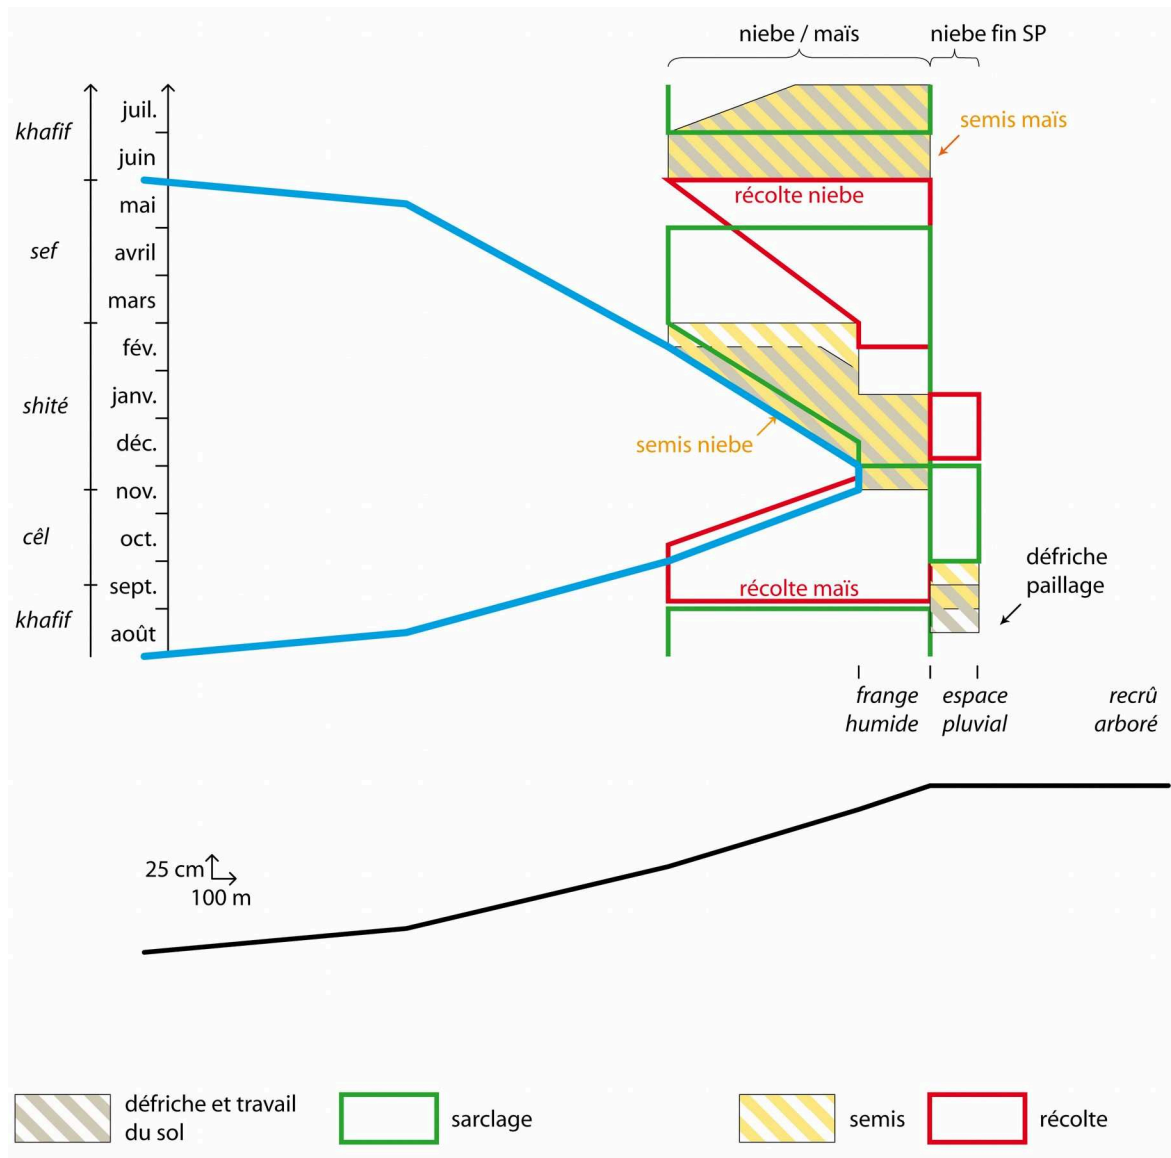 niebe / maïs
niebe fin SP
juil.
khafif
semis maïs
juin
mai
récolte niebe
sef
avril
mars
fév.
shité
janv.
semis niebe
déc.
nov.
cêl
oct.
défriche
paillage
sept.
récolte maïs
khafif
août
frange
humide
espace
pluvial
recrû
arboré
25 cm
100 m
défriche et travail
du sol
sarclage
semis
récolte